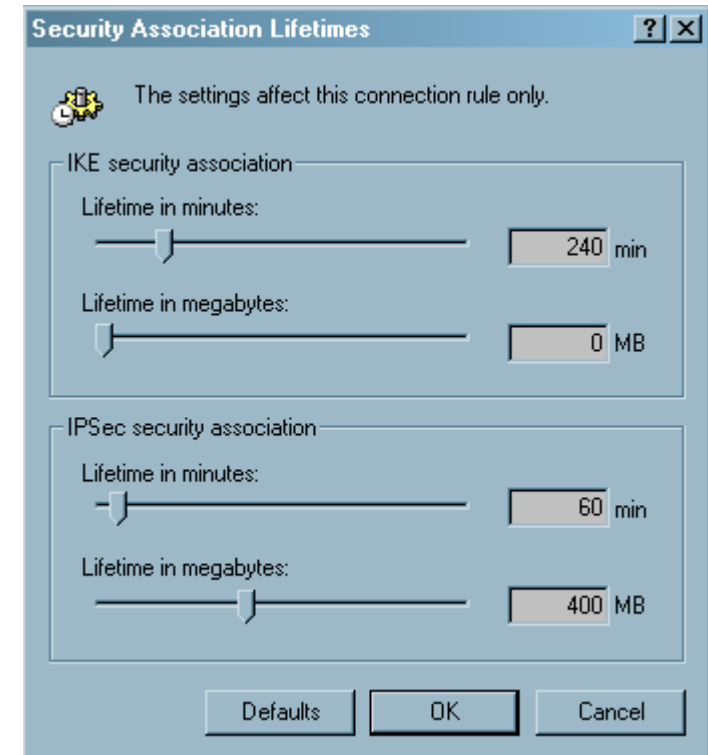 Security Association Lifetimes ? ×
The settings affect this connection rule only.
IKE security association
Lifetime in minutes:
240 min
Lifetime in megabytes:
0 MB
IPSec security association
Lifetime in minutes:
60 min
Lifetime in megabytes:
400 MB
Defaults OK Cancel